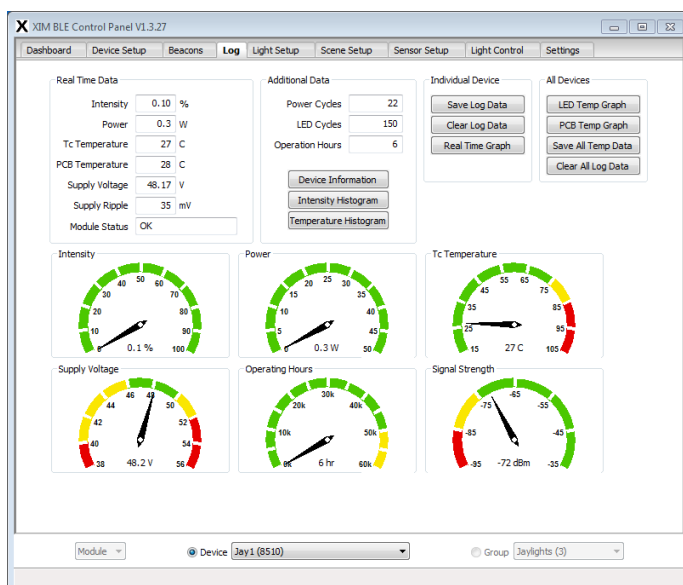 X XIM BLE Control Panel V1.3.27
Dashboard Device Setup Beacons Log Light Setup Scene Setup Sensor Setup Light Control Settings
Real Time Data
Intensity 0.10 %
Power 0.3 W
Tc Temperature 27 C
PCB Temperature 28 C
Supply Voltage 48.17 V
Supply Ripple 35 mV
Module Status OK
Additional Data
Power Cycles 22
LED Cycles 150
Operation Hours 6
Device Information
Intensity Histogram
Temperature Histogram
Individual Device
Save Log Data
Clear Log Data
Real Time Graph
All Devices
LED Temp Graph
PCB Temp Graph
Save All Temp Data
Clear All Log Data
Intensity
0 10 20 30 40 50 60 70 80 90 100
0.1 %
Power
0 5 10 15 20 25 30 35 40 45 50
0.3 W
Tc Temperature
15 25 35 45 55 65 75 85 95 105
27 C
Supply Voltage
38 40 42 44 46 48 50 52 54 56
48.2 V
Operating Hours
0k 10k 20k 30k 40k 50k 60k
6 hr
Signal Strength
-95 -85 -75 -65 -55 -45 -35
-72 dBm
Module Device Jay1 (8510) Group Jaylights (3)